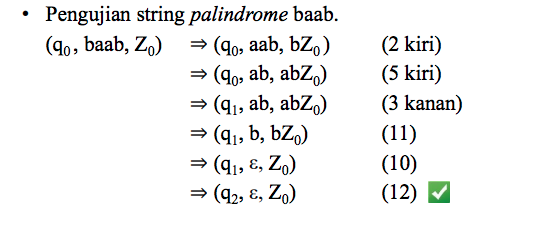 • Pengujian string palindrome baab.
(q₀, baab, Z₀) ⇒ (q₀, aab, bZ₀) (2 kiri)
⇒ (q₀, ab, abZ₀) (5 kiri)
⇒ (q₁, ab, abZ₀) (3 kanan)
⇒ (q₁, b, bZ₀) (11)
⇒ (q₁, ε, Z₀) (10)
⇒ (q₂, ε, Z₀) (12) ✅